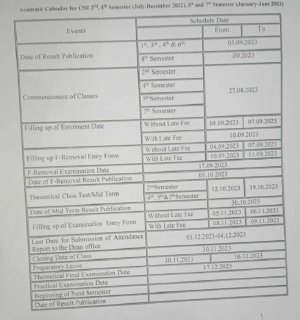 Academic Calendar for CSE 2nd, 4th Semester (July-December 2022), 5th and 7th Semester (January-June 2022)
Events
Schedule Date
From To
Date of Result Publication
1st, 3rd, 4th & 6th
03.09.2023
8th Semester
.09.2023
Commencement of Classes
2nd Semester
4th Semester
5th Semester
7th Semester
27.08.2023
Filling up of Enrolment Date
Without Late Fee 04.09.2023 07.09.2023
With Late Fee 10.09.2023
Filling up F-Removal Entry Form
Without Late Fee 04.09.2023 07.09.2023
With Late Fee 10.09.2023 11.09.2023
F-Removal Examination Date 17.09.2023
Date of F-Removal Result Publication 05.10.2023
Theoretical Class Test/Mid Term
2nd Semester
4th, 5th & 7th Semester
12.10.2023 19.10.2023
Date of Mid Term Result Publication 30.10.2023
Filling up of Examination Entry Form
Without Late Fee 05.11.2023 06.11.2023
With Late Fee 08.11.2023 09.11.2023
Last Date for Submission of Attendance
Report to the Dean office
03.12.2023-04.12.2023
Closing Date of Class 30.11.2023
Preparatory Leave 30.11.2023 16.12.2023
Theoretical Final Examination Date 17.12.2023
Practical Examination Date
Beginning of Next Semester
Date of Result Publication